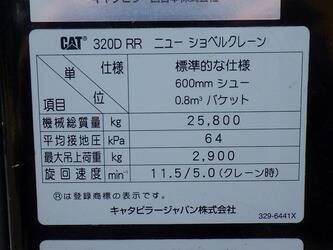 CAT 320D RR ニュー ショベルクレーン
単位 仕様 標準的な仕様
項目 600mm シュー
0.8m³ バケット
機械総質量 kg 25,800
平均接地圧 kPa 64
最大吊上荷重 kg 2,900
旋回速度 min⁻¹ 11.5/5.0 (クレーン時)
Ⓡは登録商標の表示です。
キャタピラージャパン株式会社
329-6441X